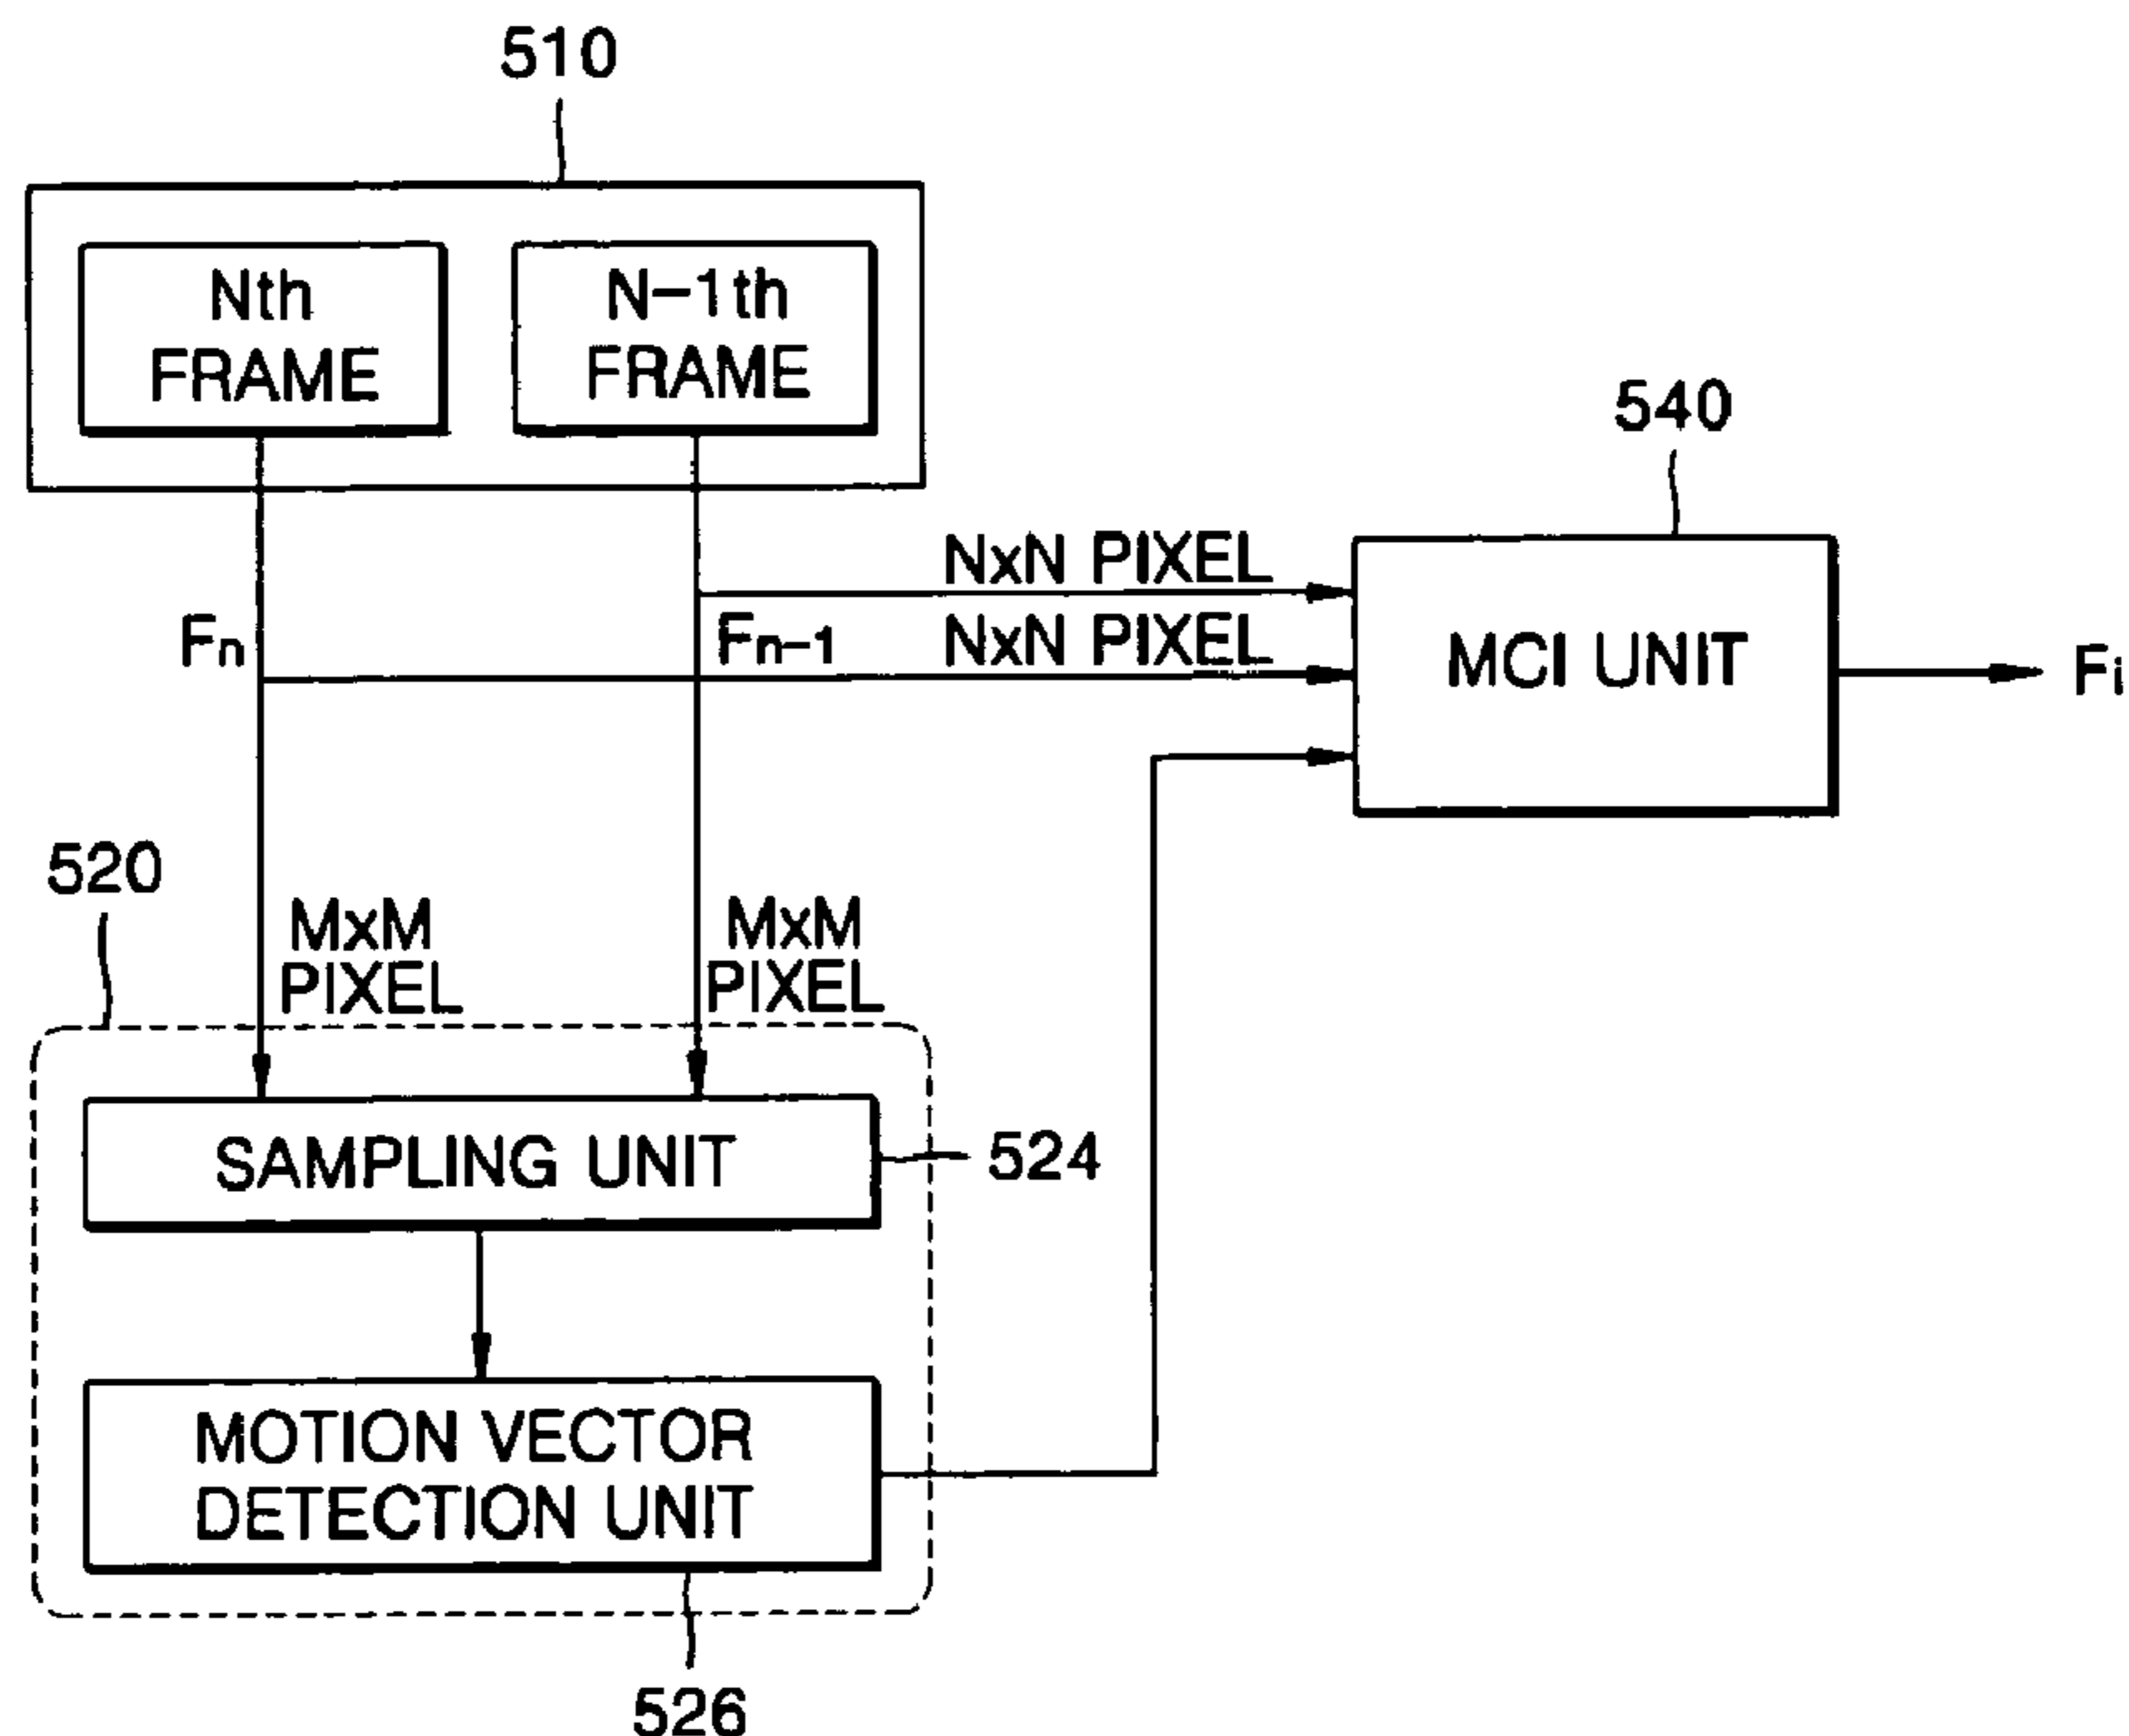 510
Nth
FRAME
N-1th
FRAME
540
NxN PIXEL
Fn
Fn-1
NxN PIXEL
MCI UNIT
Fi
520
MxM
PIXEL
MxM
PIXEL
SAMPLING UNIT
524
MOTION VECTOR
DETECTION UNIT
526